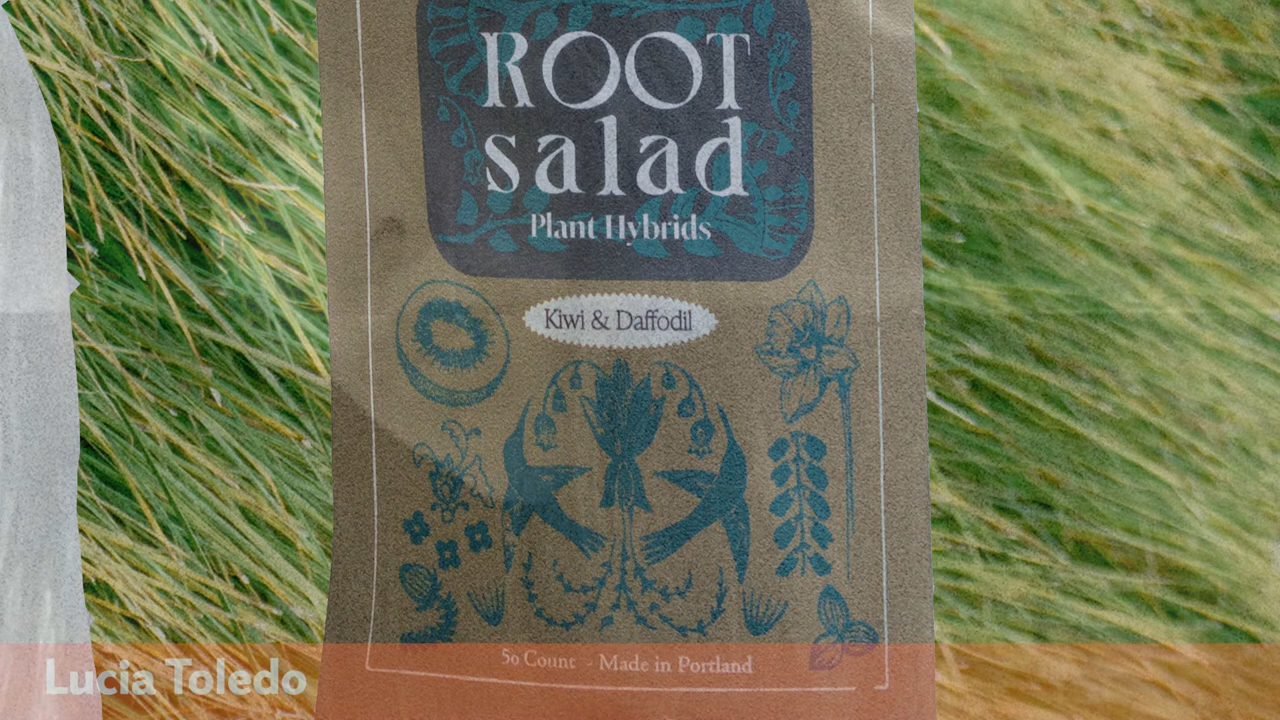 ROOT
salad
Plant Hybrids
Kiwi & Daffodil
50 Count - Made in Portland
Lucia Toledo